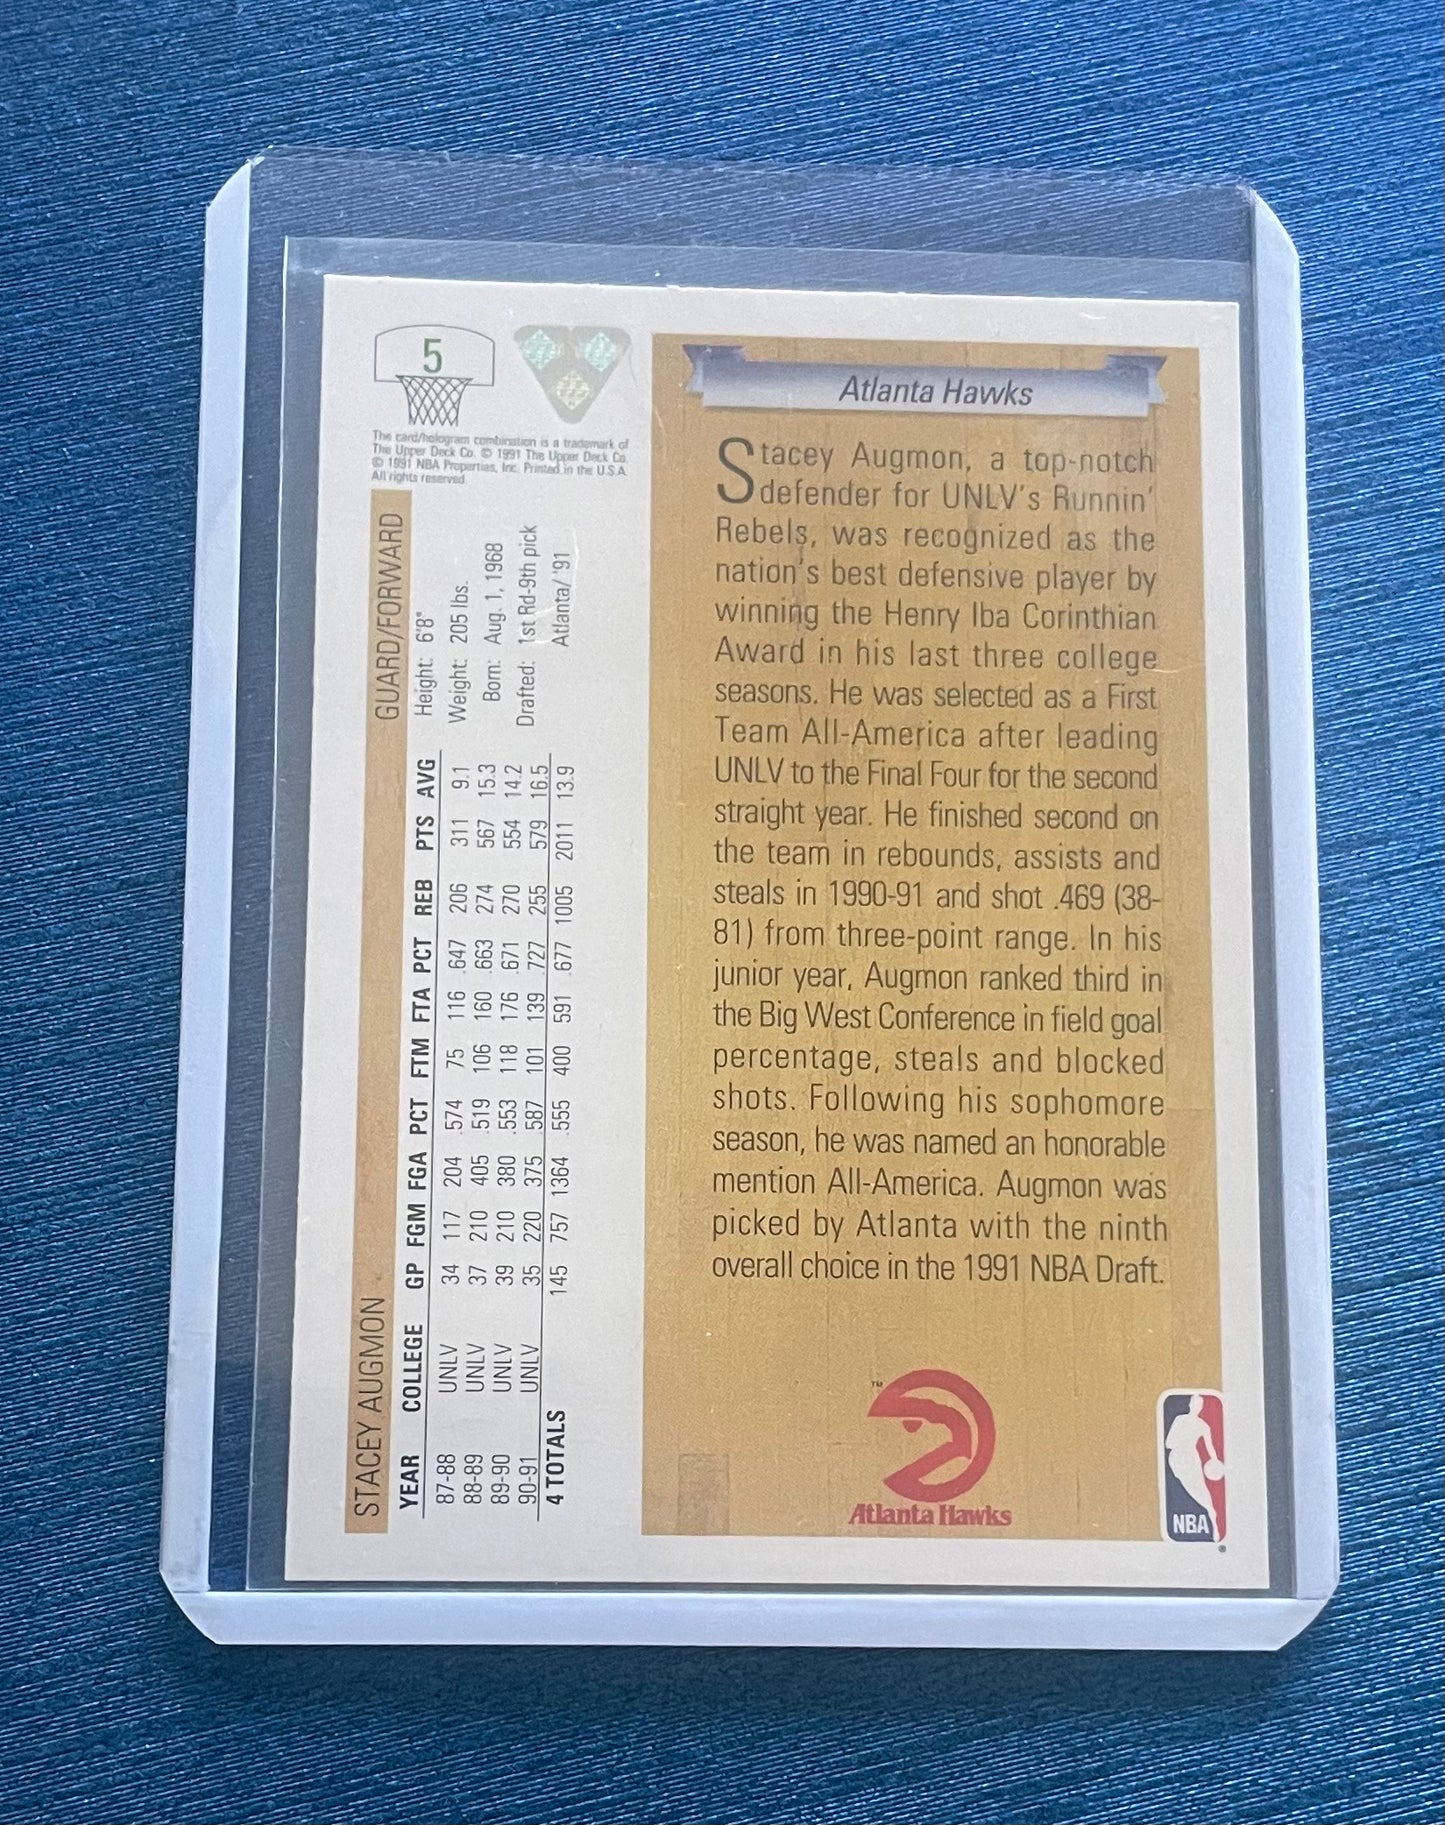 5
The card/hologram combination is a trademark of
The Upper Deck Co. © 1991 The Upper Deck Co.
© 1991 NBA Properties, Inc. Printed in the U.S.A.
All rights reserved.
STACEY AUGMON GUARD/FORWARD
YEAR COLLEGE GP FGM FGA PCT FTM FTA PCT REB PTS AVG
87-88 UNLV 34 117 204 .574 75 116 .647 206 311 9.1
88-89 UNLV 37 210 405 .519 106 160 .663 274 567 15.3
89-90 UNLV 39 210 380 .553 118 176 .671 270 554 14.2
90-91 UNLV 35 220 375 .587 101 139 .727 255 579 16.5
4 TOTALS 145 757 1364 .555 400 591 .677 1005 2011 13.9
Height: 6'8"
Weight: 205 lbs.
Born: Aug. 1, 1968
Drafted: 1st Rd-9th pick
Atlanta/ '91
Atlanta Hawks
Stacey Augmon, a top-notch
defender for UNLV's Runnin'
Rebels, was recognized as the
nation's best defensive player by
winning the Henry Iba Corinthian
Award in his last three college
seasons. He was selected as a First
Team All-America after leading
UNLV to the Final Four for the second
straight year. He finished second on
the team in rebounds, assists and
steals in 1990-91 and shot .469 (38-
81) from three-point range. In his
junior year, Augmon ranked third in
the Big West Conference in field goal
percentage, steals and blocked
shots. Following his sophomore
season, he was named an honorable
mention All-America. Augmon was
picked by Atlanta with the ninth
overall choice in the 1991 NBA Draft.
TM
Atlanta Hawks
NBA
®